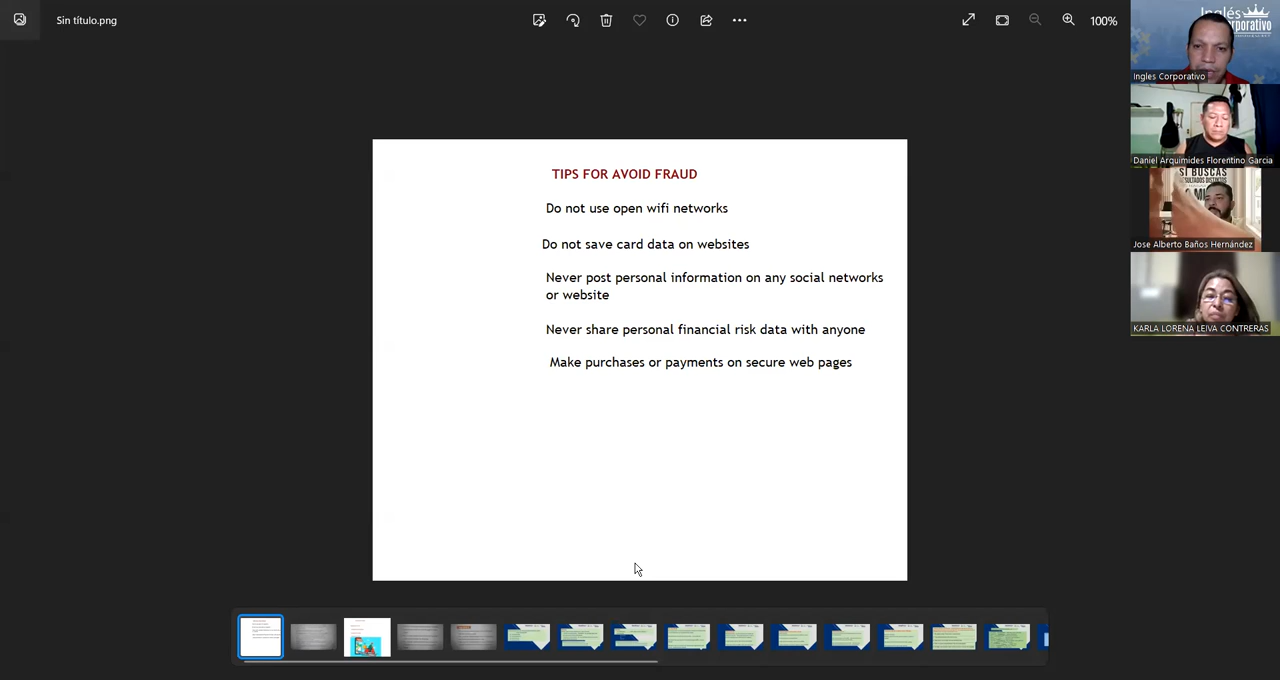 Sin título.png
100%
Inglés
Corporativo
Ingles Corporativo
Daniel Arquimides Florentino Garcia
SI BUSCAS
Jose Alberto Baños Hernández
KARLA LORENA LEIVA CONTRERAS
TIPS FOR AVOID FRAUD
Do not use open wifi networks
Do not save card data on websites
Never post personal information on any social networks
or website
Never share personal financial risk data with anyone
Make purchases or payments on secure web pages